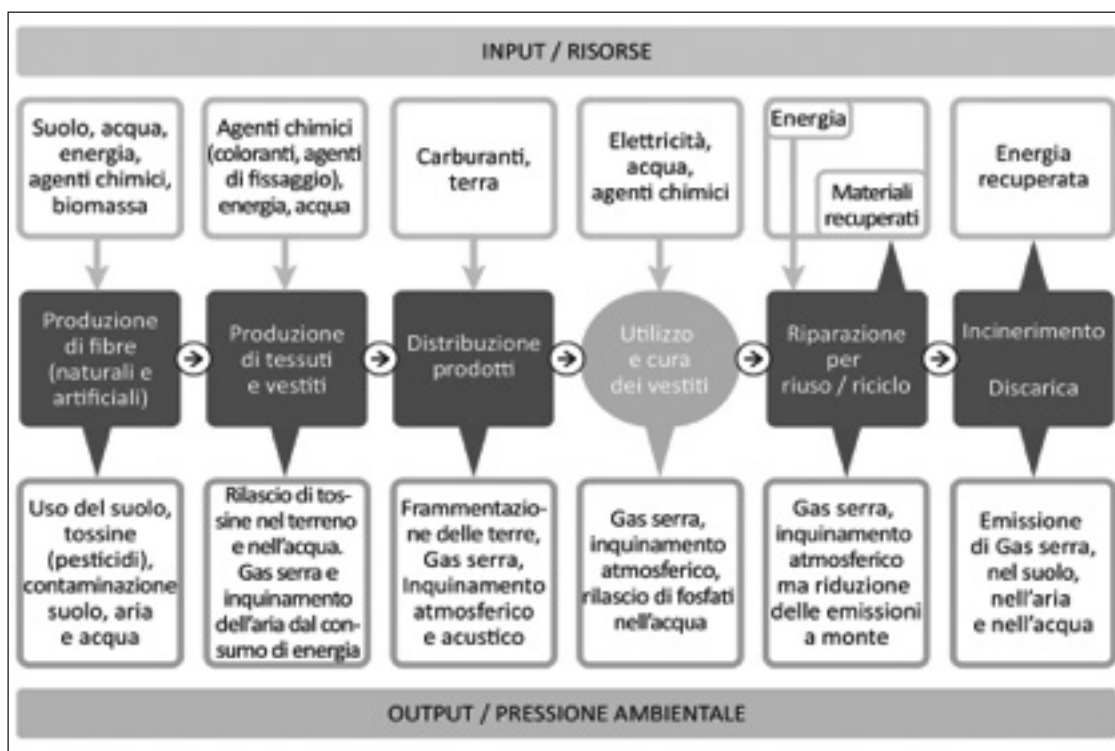 INPUT / RISORSE
Suolo, acqua,
energia,
agenti chimici,
biomassa
Agenti chimici
(coloranti, agenti
di fissaggio),
energia, acqua
Carburanti,
terra
Elettricità,
acqua,
agenti chimici
Energia
Materiali
recuperati
Energia
recuperata
Produzione
di fibre
(naturali e
artificiali)
Produzione
di tessuti
e vestiti
Distribuzione
prodotti
Utilizzo
e cura
dei vestiti
Riparazione
per
riuso / riciclo
Incinerimento
Discarica
Uso del suolo,
tossine
(pesticidi),
contaminazione
suolo, aria
e acqua
Rilascio di tos-
sine nel terreno
e nell'acqua.
Gas serra e
inquinamento
dell'aria dal con-
sumo di energia
Frammentazio-
ne delle terre,
Gas serra,
Inquinamento
atmosferico
e acustico
Gas serra,
inquinamento
atmosferico,
rilascio di fosfati
nell'acqua
Gas serra,
inquinamento
atmosferico
ma riduzione
delle emissioni
a monte
Emissione
di Gas serra,
nel suolo,
nell'aria
e nell'acqua
OUTPUT / PRESSIONE AMBIENTALE